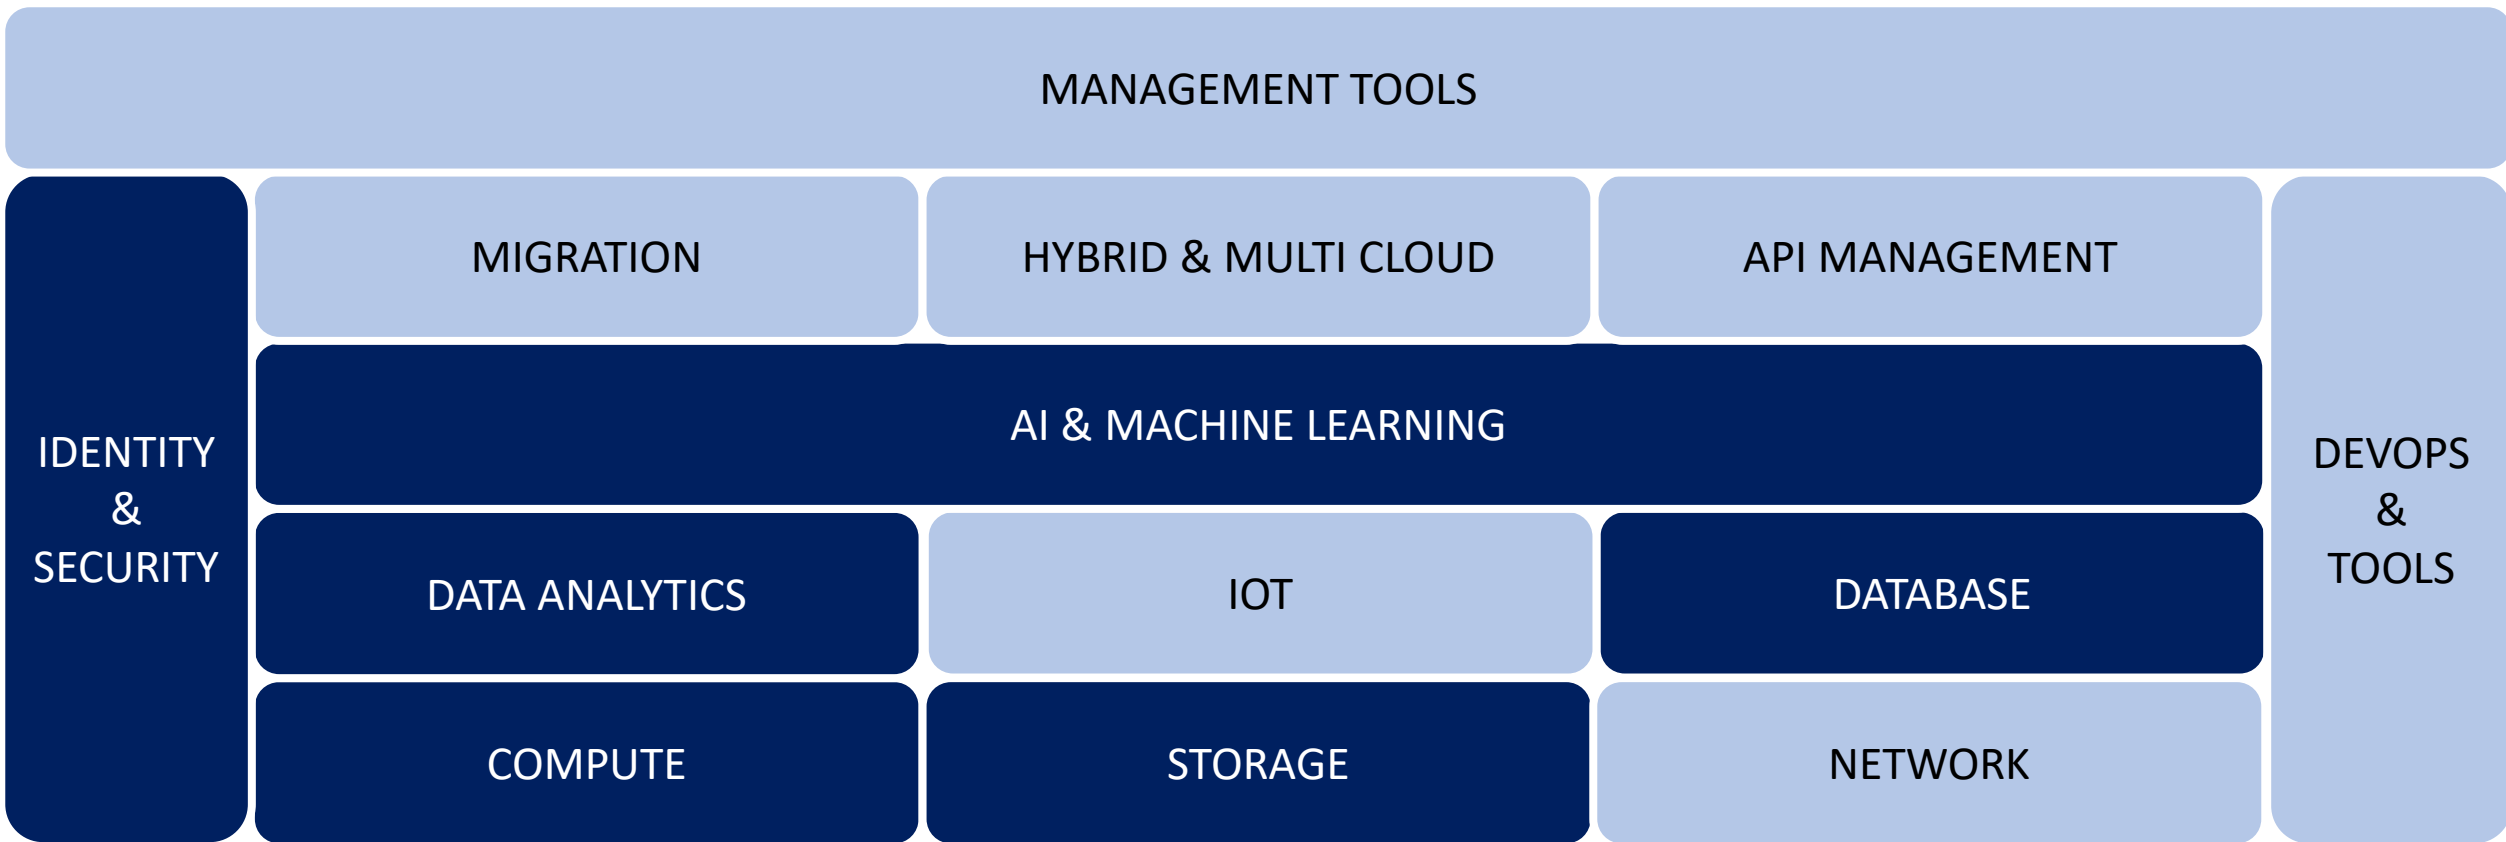 MANAGEMENT TOOLS
MIGRATION
HYBRID & MULTI CLOUD
API MANAGEMENT
AI & MACHINE LEARNING
IDENTITY
&
SECURITY
DEVOPS
&
TOOLS
DATA ANALYTICS
IOT
DATABASE
COMPUTE
STORAGE
NETWORK